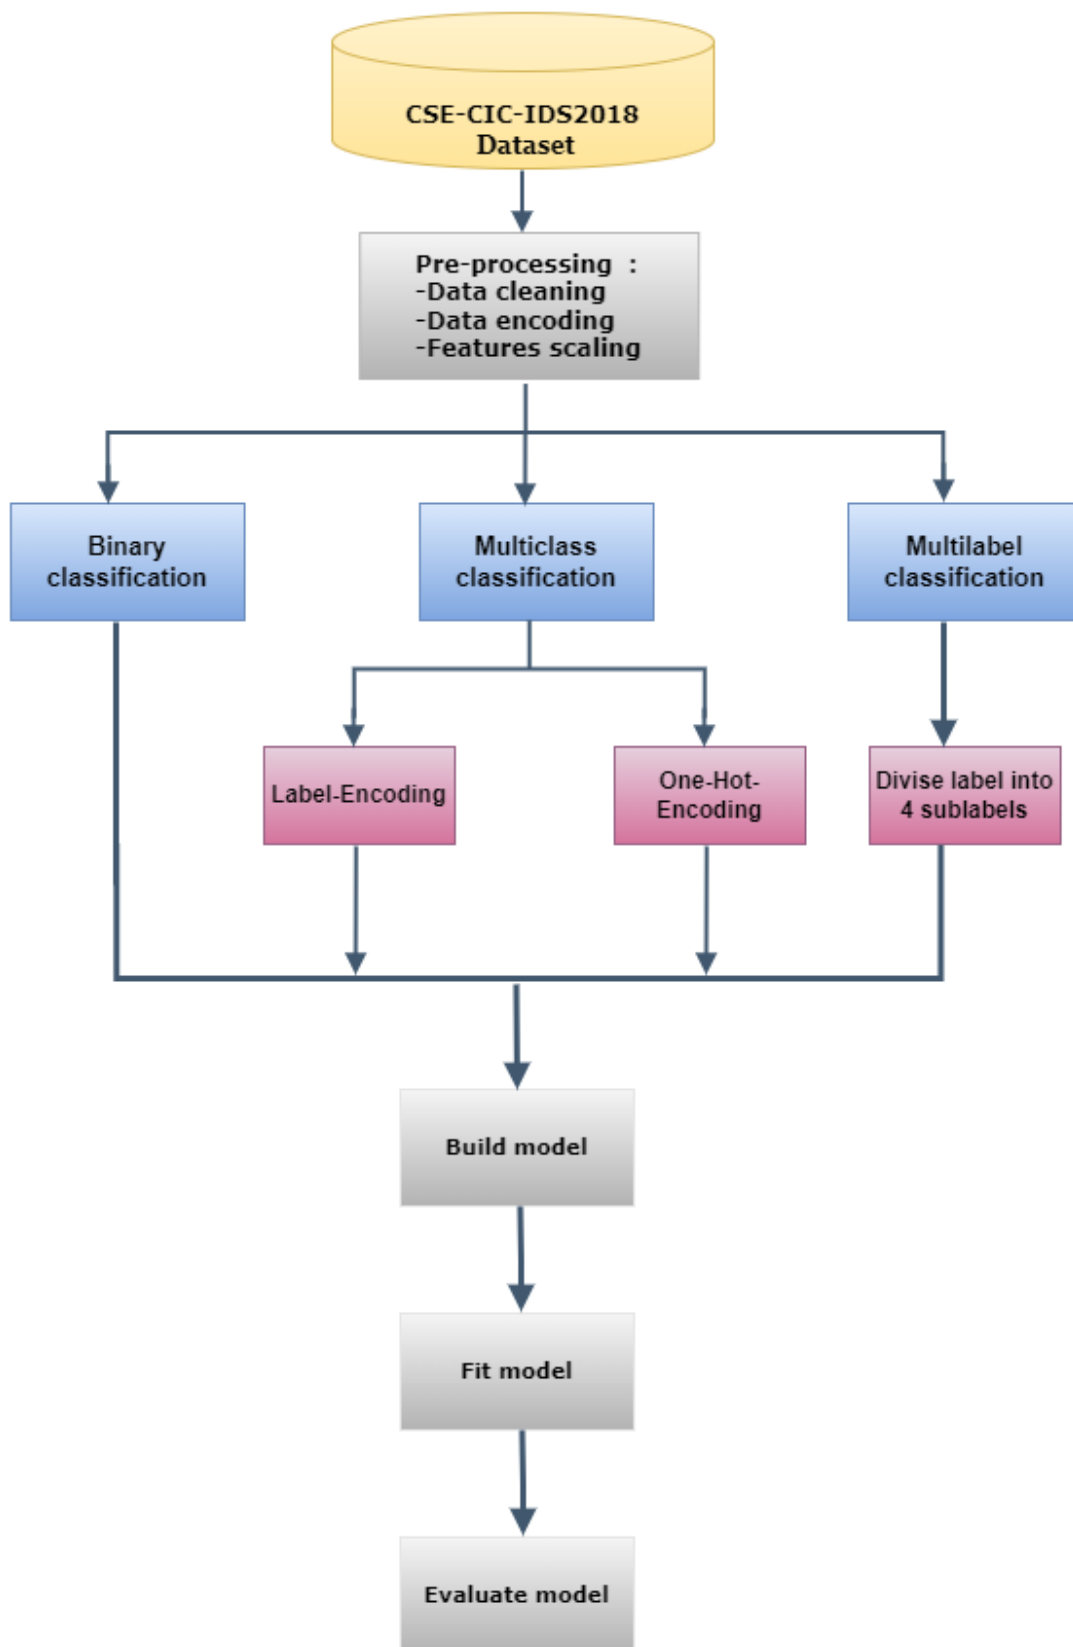 CSE-CIC-IDS2018
Dataset
Pre-processing :
-Data cleaning
-Data encoding
-Features scaling
Binary
classification
Multiclass
classification
Multilabel
classification
Label-Encoding
One-Hot-
Encoding
Divise label into
4 sublabels
Build model
Fit model
Evaluate model